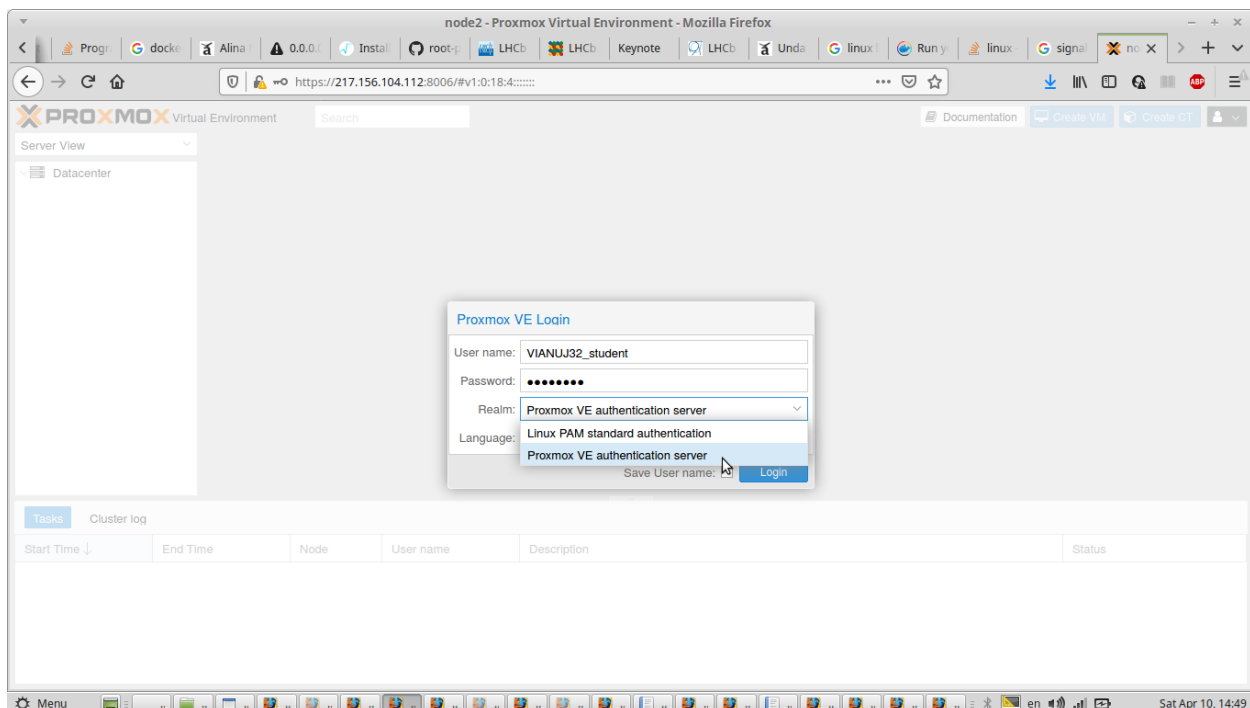 node2 - Proxmox Virtual Environment - Mozilla Firefox
Progr
docke
Alina
0.0.0.
Instal
root-p
LHCb
LHCb
Keynote
LHCb
Unda
linux
Run y
linux
signal
no
https://217.156.104.112:8006/#v1:0:18:4:::::::
ABP
PROXMOX Virtual Environment
Search
Documentation
Create VM
Create CT
Server View
Datacenter
Proxmox VE Login
User name: VIANUJ32_student
Password: ●●●●●●●●
Realm: Proxmox VE authentication server
Linux PAM standard authentication
Language:
Proxmox VE authentication server
Save User name:
Login
Tasks
Cluster log
Start Time
End Time
Node
User name
Description
Status
Menu
en
Sat Apr 10, 14:49